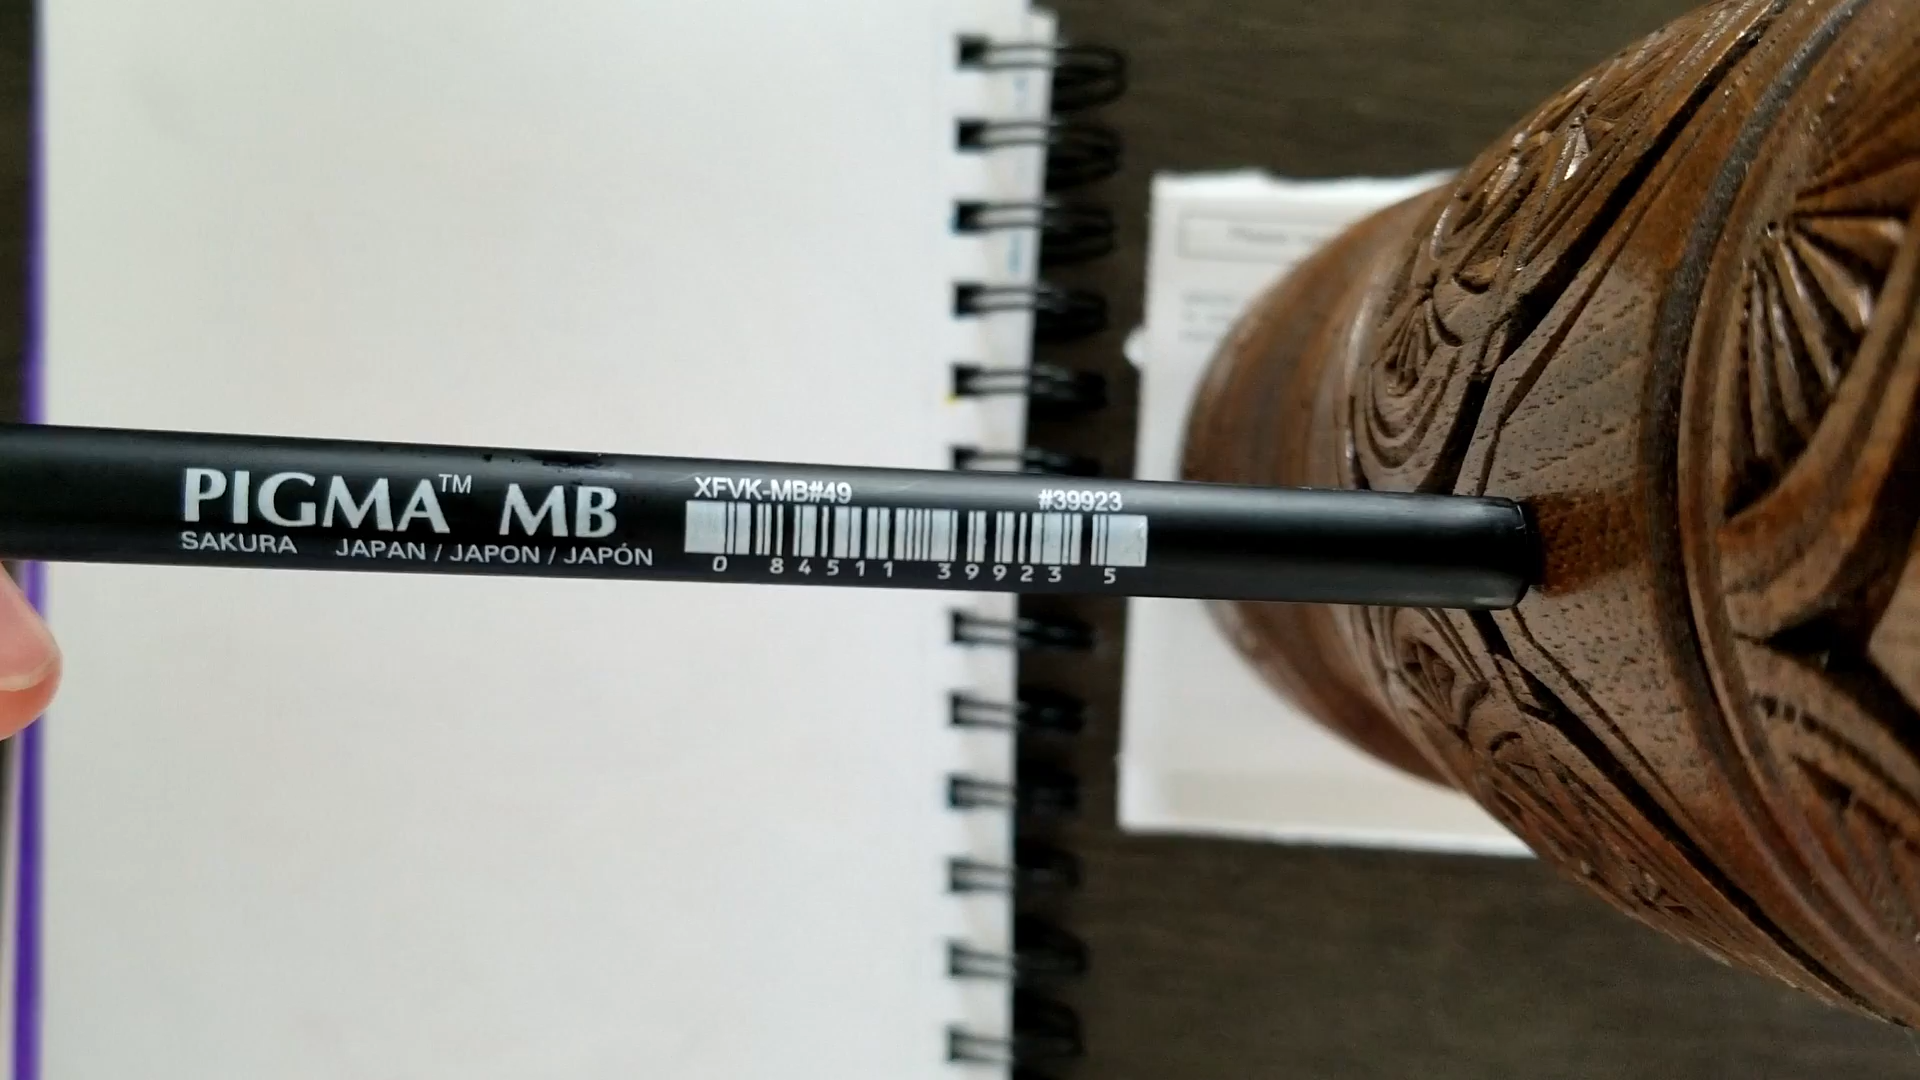 PIGMA™ MB
SAKURA JAPAN / JAPON / JAPÓN
XFVK-MB#49 #39923
0 84511 39923 5